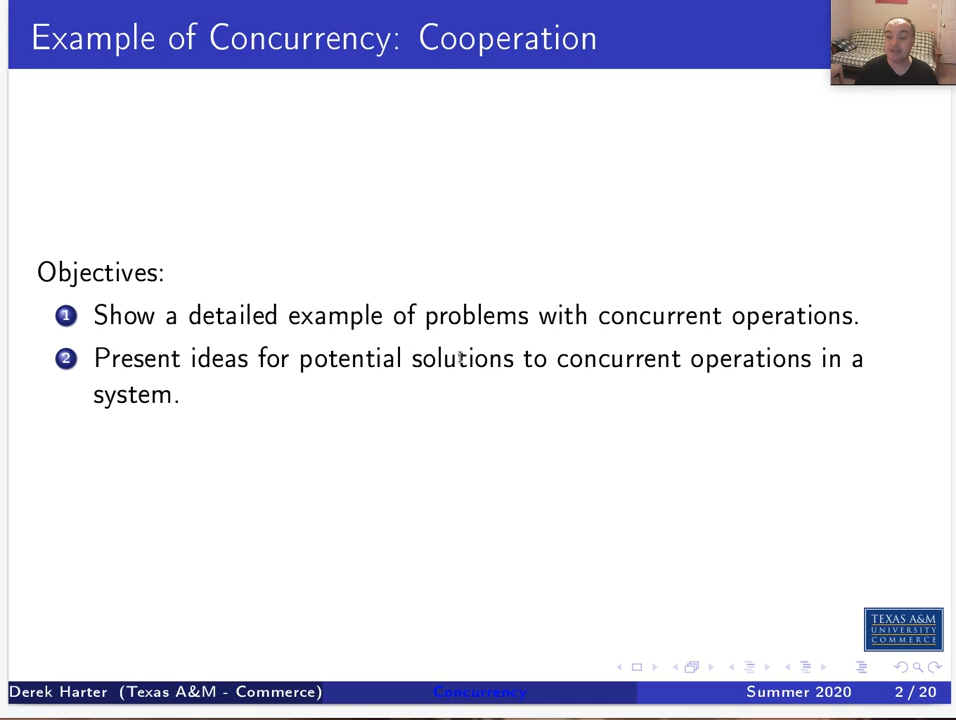 Example of Concurrency: Cooperation
Objectives:
1 Show a detailed example of problems with concurrent operations.
2 Present ideas for potential solutions to concurrent operations in a
system.
TEXAS A&M
UNIVERSITY
COMMERCE
Derek Harter (Texas A&M - Commerce) Concurrency Summer 2020 2 / 20